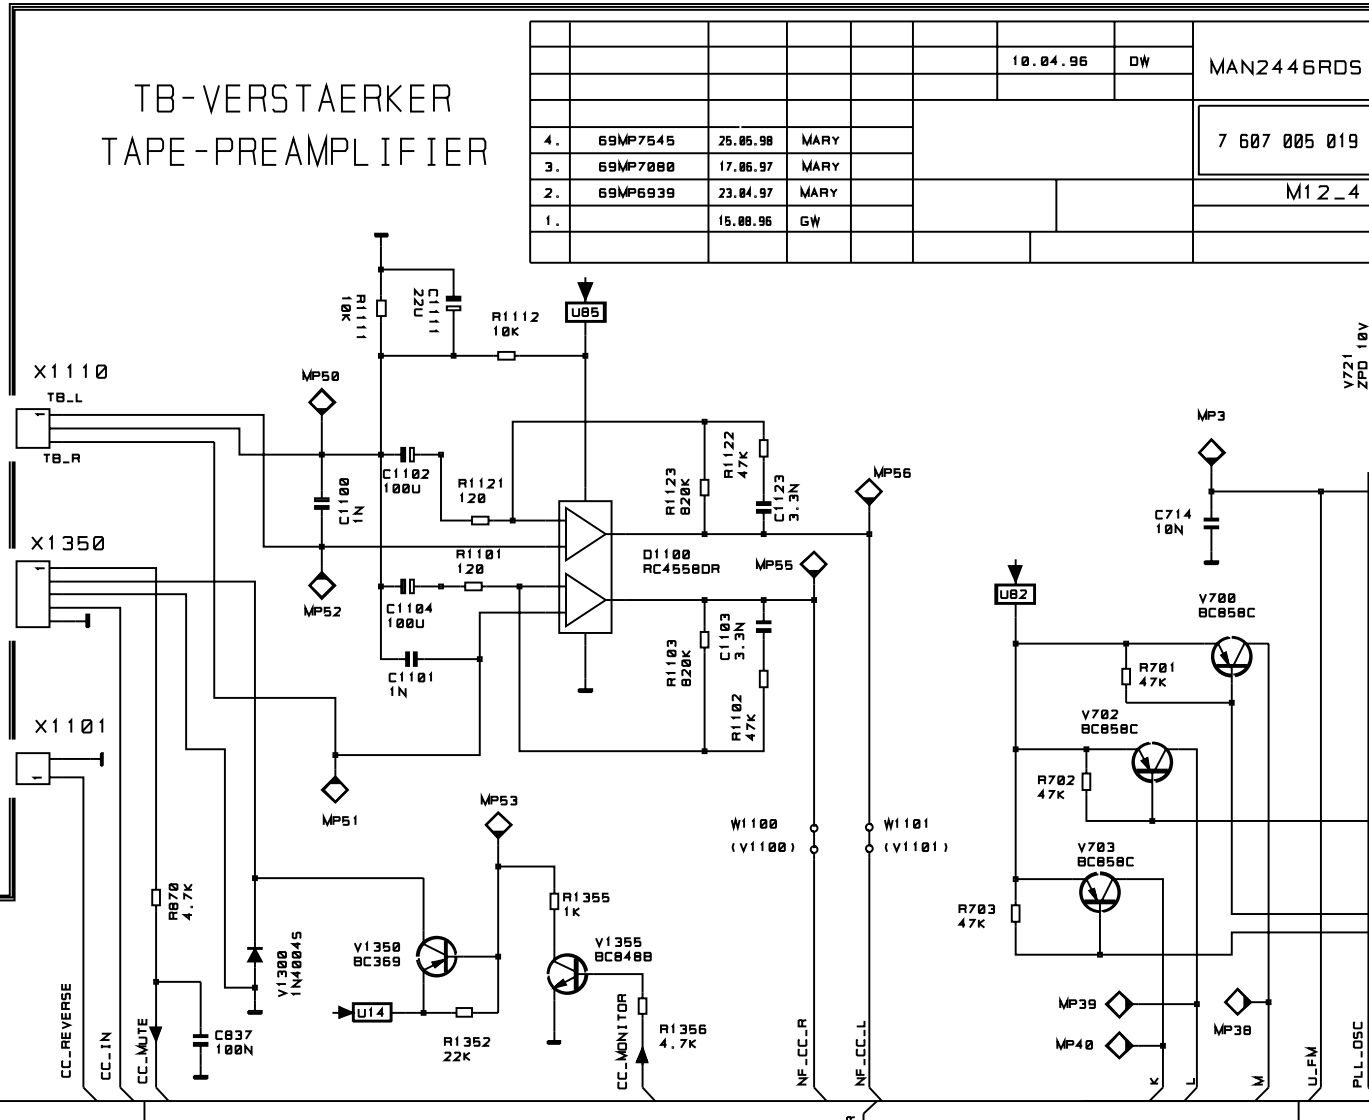 TB-VERSTAERKER
TAPE-PREAMPLIFIER
10.04.96 DW MAN2446RDS
7 607 005 019
4. 69MP7545 25.05.98 MARY
3. 69MP7080 17.06.97 MARY
2. 69MP6939 23.04.97 MARY
M12_4
1. 15.08.96 GW
R1111
10K
C1111
22U
U85
R1112
10K
V721
ZPD 10V
X1110
TB_L
1
TB_R
MP50
MP3
C1102
100U
C1100
1N
R1121
120
R1123
820K
R1122
47K
C1123
3.3N
MP56
C714
10N
X1350
1
MP52
R1101
120
D1100
RC4558DR
MP55
U82
V700
BC858C
C1104
100U
C1101
1N
R1103
820K
C1103
3.3N
R1102
47K
R701
47K
X1101
1
V702
BC858C
R702
47K
MP51
MP53
W1100
(V1100)
W1101
(V1101)
V703
BC858C
R703
47K
R870
4.7K
R1355
1K
V1300
1N4004S
V1350
BC369
V1355
BC848B
U14
R1352
22K
R1356
4.7K
C837
100N
MP39
MP40
MP38
CC_REVERSE
CC_IN
CC_MUTE
CC_MONITOR
NF_CC_R
NF_CC_L
K
L
M
U_FM
PLL_OSC
R